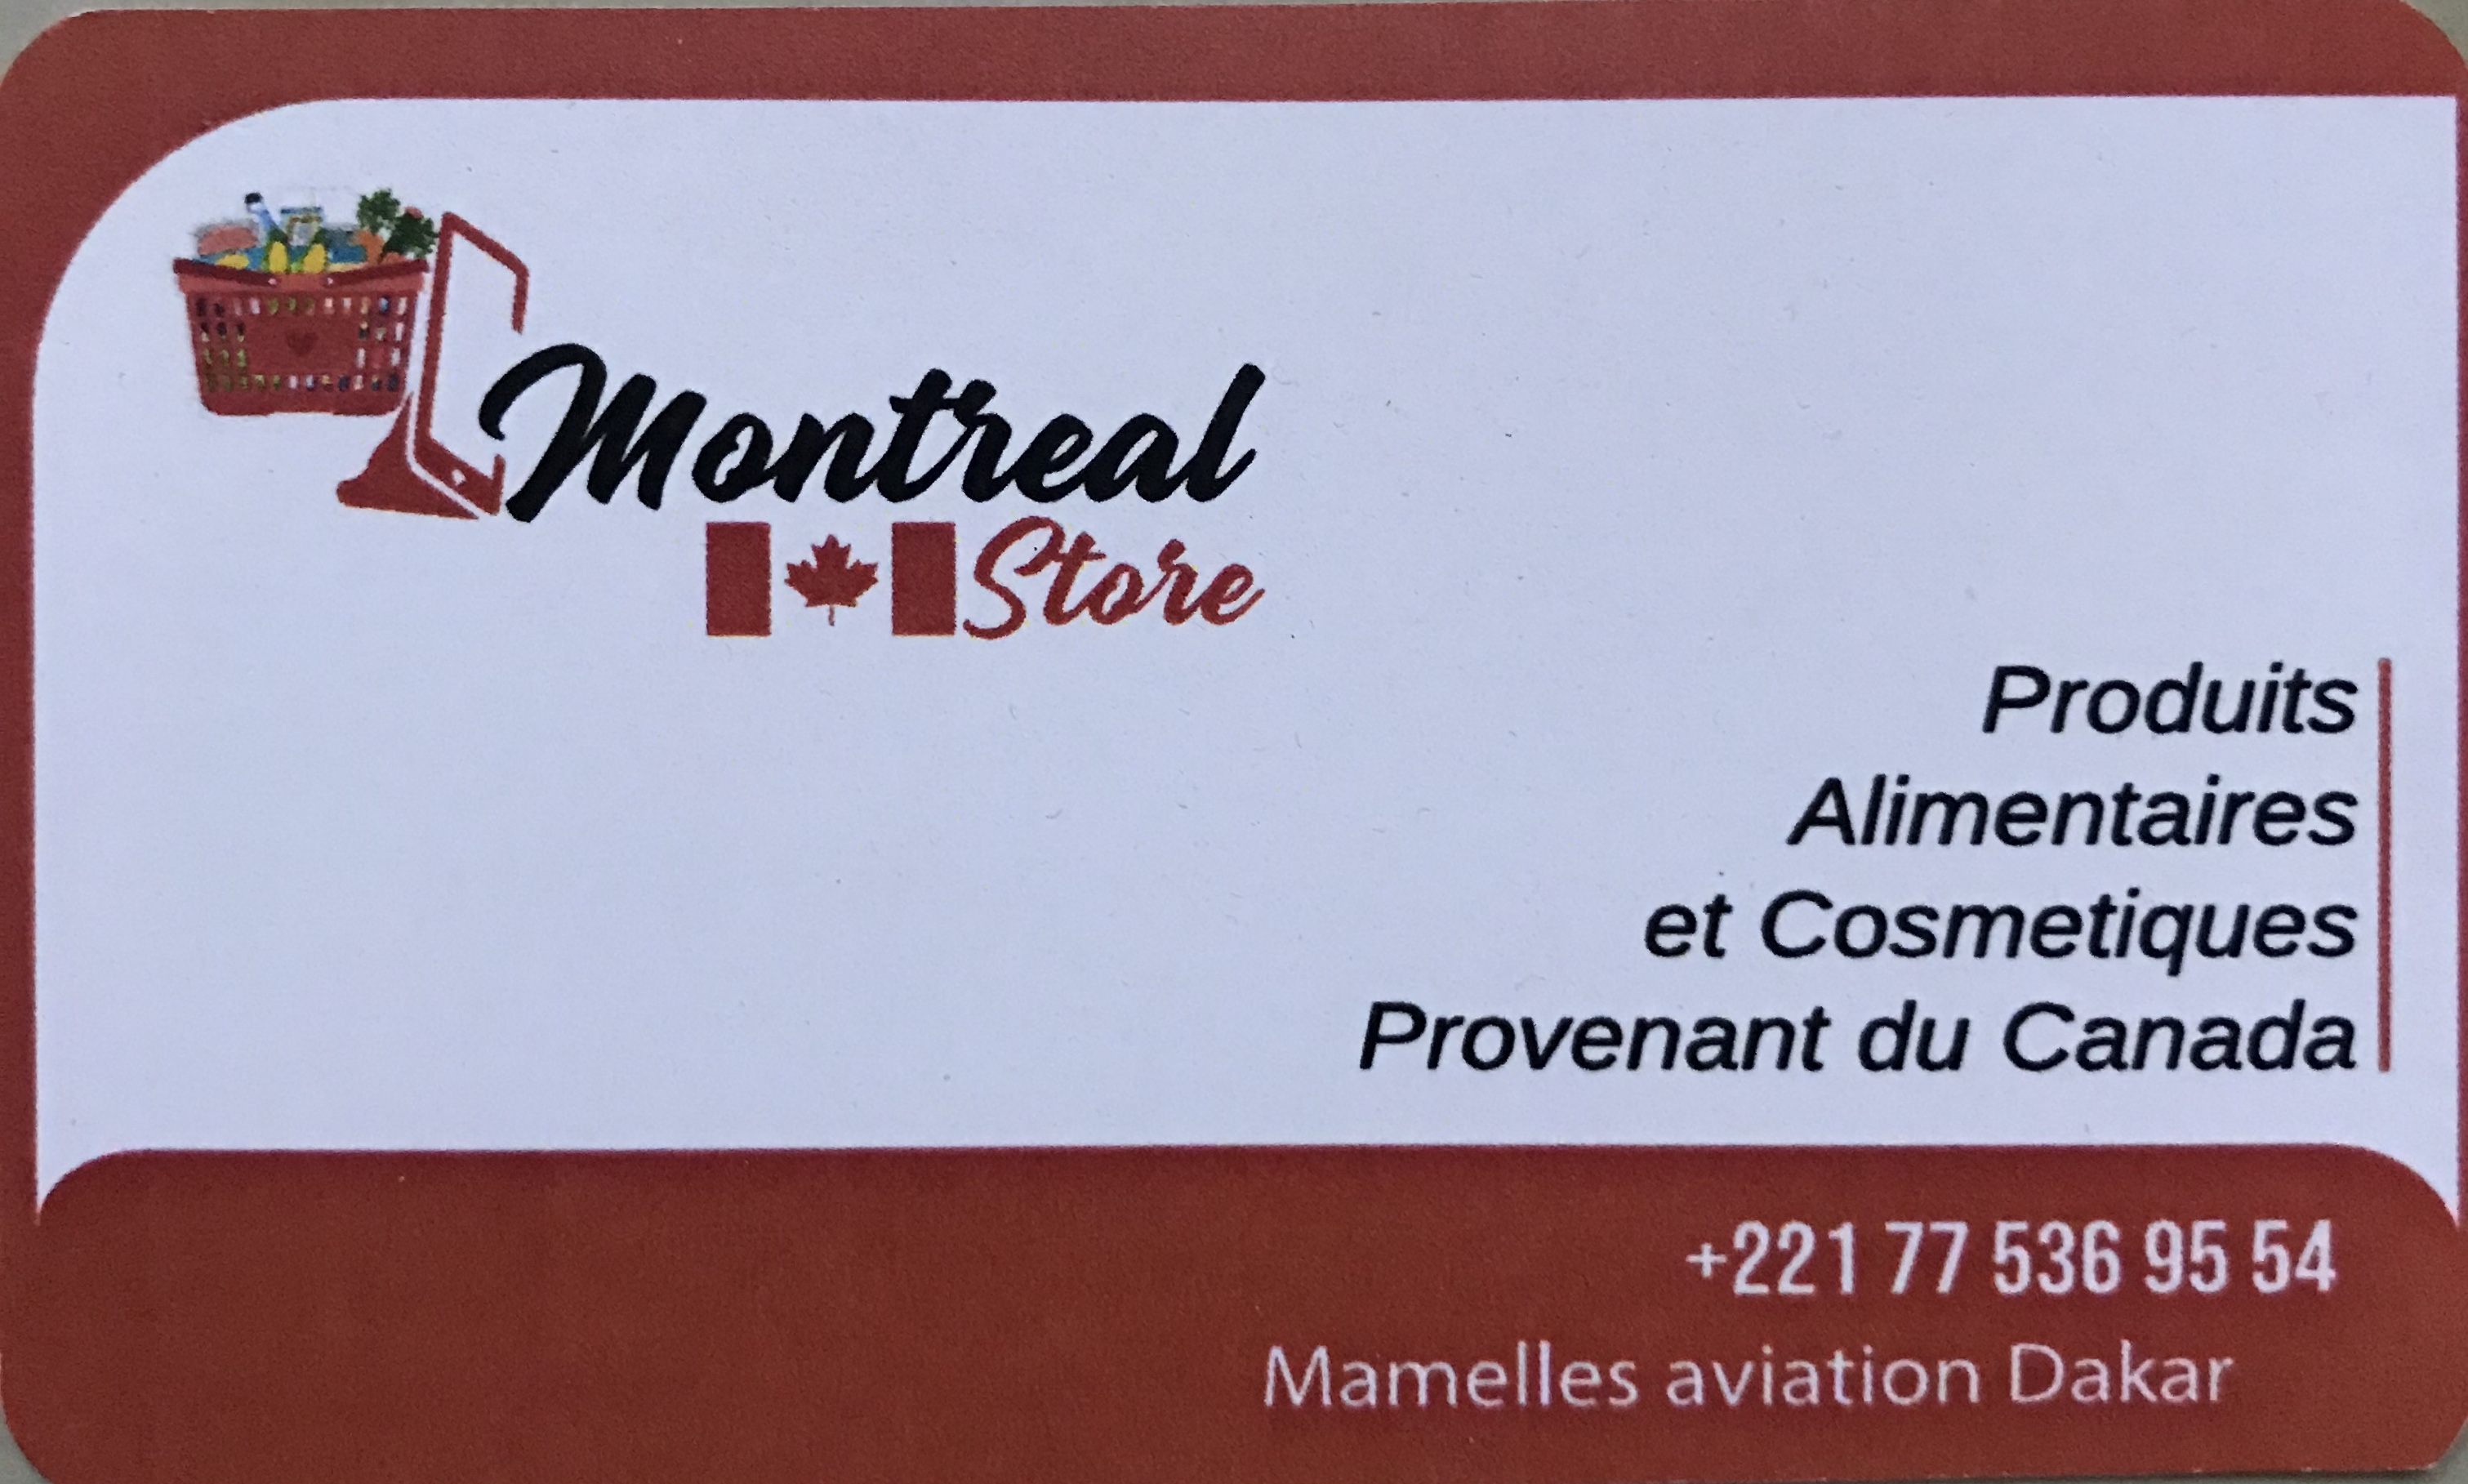 Montreal
Store
Produits
Alimentaires
et Cosmetiques
Provenant du Canada
+221 77 536 95 54
Mamelles aviation Dakar